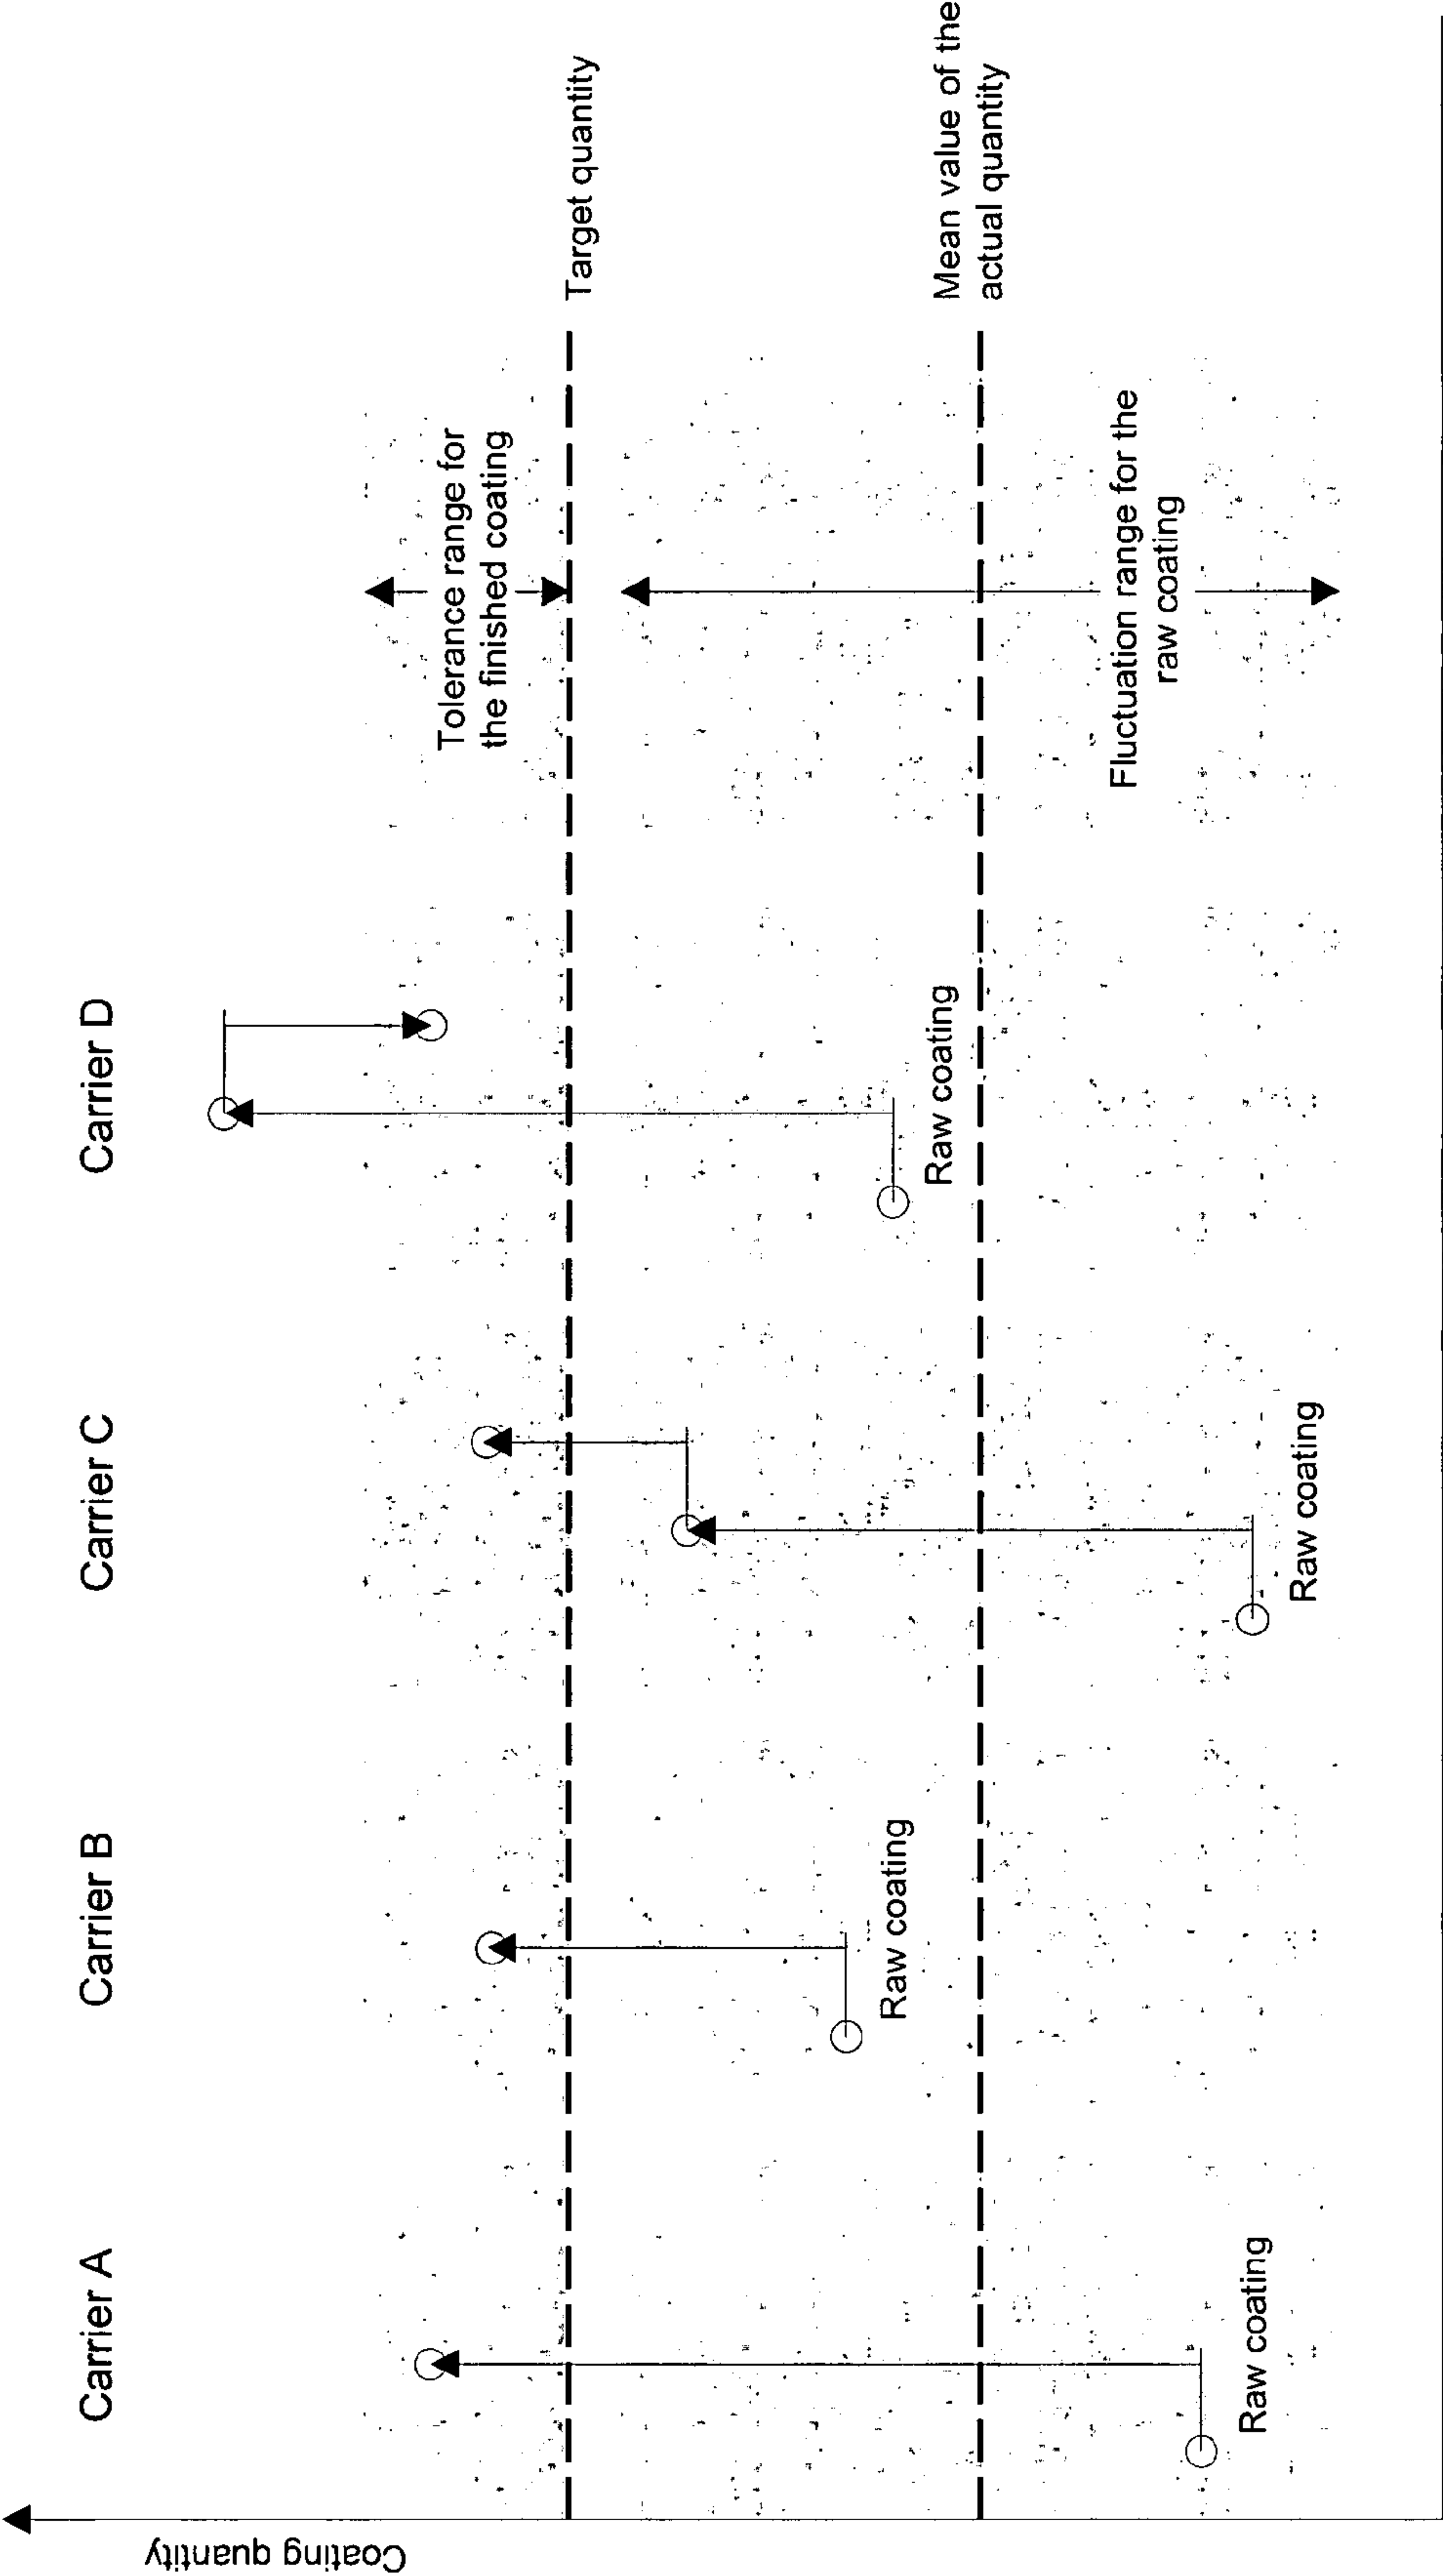 Coating quantity
Carrier A
Carrier B
Carrier C
Carrier D
Tolerance range for
the finished coating
Target quantity
Raw coating
Raw coating
Raw coating
Raw coating
Mean value of the
actual quantity
Fluctuation range for the
raw coating